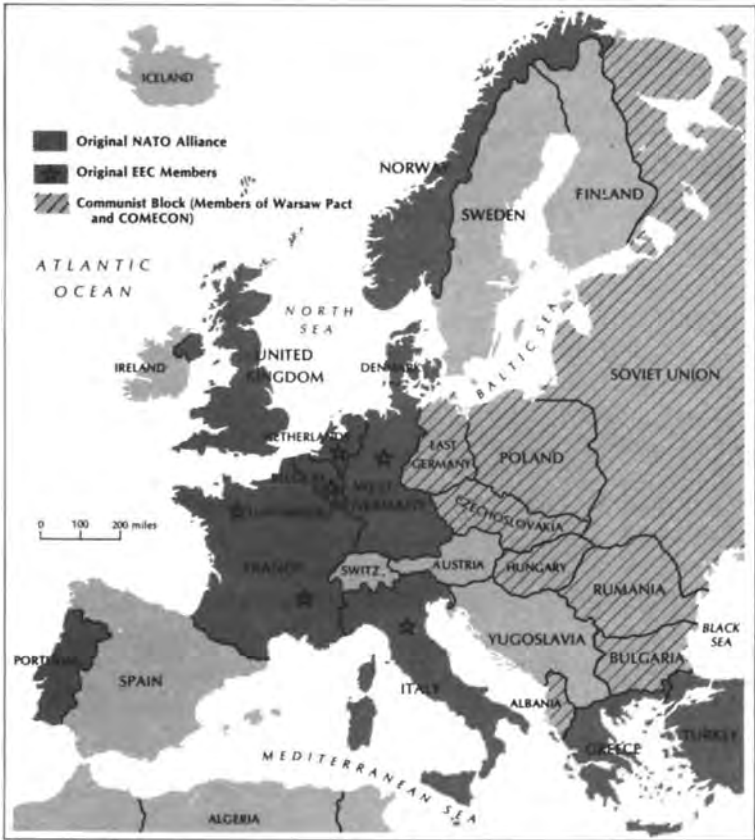 ICELAND
Original NATO Alliance
Original EEC Members
Communist Block (Members of Warsaw Pact
and COMECON)
NORWAY
SWEDEN
FINLAND
ATLANTIC
OCEAN
NORTH
SEA
IRELAND
UNITED
KINGDOM
DENMARK
BALTIC SEA
SOVIET UNION
NETHERLANDS
EAST
GERMANY
POLAND
BELGIUM
WEST
GERMANY
CZECHOSLOVAKIA
0 100 200 miles
FRANCE
SWITZ.
AUSTRIA
HUNGARY
RUMANIA
YUGOSLAVIA
BLACK
SEA
BULGARIA
PORTUGAL
SPAIN
ITALY
ALBANIA
GREECE
TURKEY
MEDITERRANEAN SEA
ALGERIA